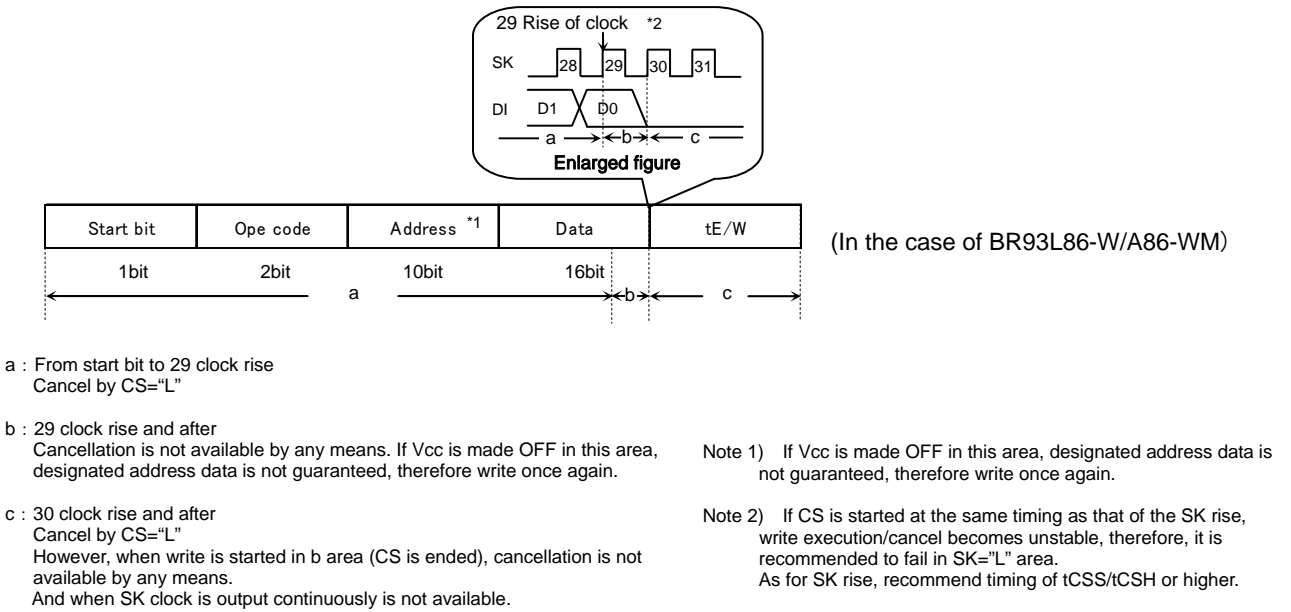 29 Rise of clock *2
SK 28 29 30 31
DI D1 D0
a b c
Enlarged figure
Start bit Ope code Address *1 Data tE/W
(In the case of BR93L86-W/A86-WM)
1bit 2bit 10bit 16bit
a b c
a：From start bit to 29 clock rise
Cancel by CS=“L”
b：29 clock rise and after
Cancellation is not available by any means. If Vcc is made OFF in this area,
designated address data is not guaranteed, therefore write once again.
c：30 clock rise and after
Cancel by CS=“L”
However, when write is started in b area (CS is ended), cancellation is not
available by any means.
And when SK clock is output continuously is not available.
Note 1) If Vcc is made OFF in this area, designated address data is
not guaranteed, therefore write once again.
Note 2) If CS is started at the same timing as that of the SK rise,
write execution/cancel becomes unstable, therefore, it is
recommended to fail in SK=”L” area.
As for SK rise, recommend timing of tCSS/tCSH or higher.